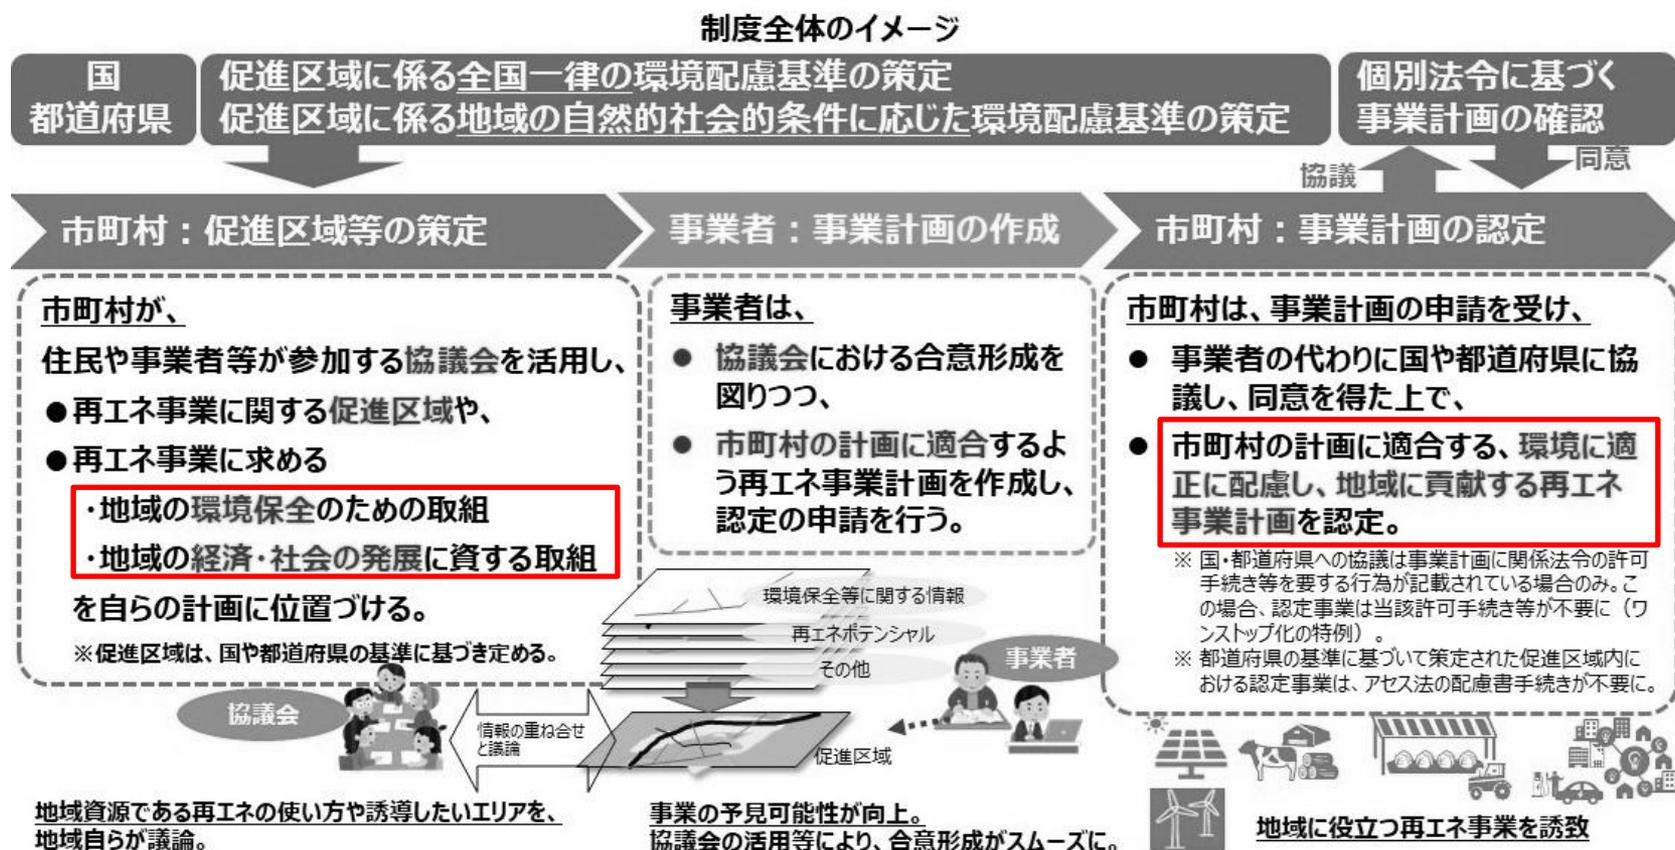 制度全体のイメージ
国
都道府県
促進区域に係る全国一律の環境配慮基準の策定
促進区域に係る地域の自然的社会的条件に応じた環境配慮基準の策定
個別法令に基づく
事業計画の確認
協議
同意
市町村：促進区域等の策定
事業者：事業計画の作成
市町村：事業計画の認定
市町村が、
住民や事業者等が参加する協議会を活用し、
●再エネ事業に関する促進区域や、
●再エネ事業に求める
・地域の環境保全のための取組
・地域の経済・社会の発展に資する取組
を自らの計画に位置づける。
※促進区域は、国や都道府県の基準に基づき定める。
事業者は、
● 協議会における合意形成を
図りつつ、
● 市町村の計画に適合するよ
う再エネ事業計画を作成し、
認定の申請を行う。
市町村は、事業計画の申請を受け、
● 事業者の代わりに国や都道府県に協
議し、同意を得た上で、
● 市町村の計画に適合する、環境に適
正に配慮し、地域に貢献する再エネ
事業計画を認定。
※ 国・都道府県への協議は事業計画に関係法令の許可
手続き等を要する行為が記載されている場合のみ。こ
の場合、認定事業は当該許可手続き等が不要に（ワ
ンストップ化の特例）。
※ 都道府県の基準に基づいて策定された促進区域内に
おける認定事業は、アセス法の配慮書手続きが不要に。
環境保全等に関する情報
再エネポテンシャル
その他
事業者
協議会
情報の重ね合せ
と議論
促進区域
地域資源である再エネの使い方や誘導したいエリアを、
地域自らが議論。
事業の予見可能性が向上。
協議会の活用等により、合意形成がスムーズに。
地域に役立つ再エネ事業を誘致